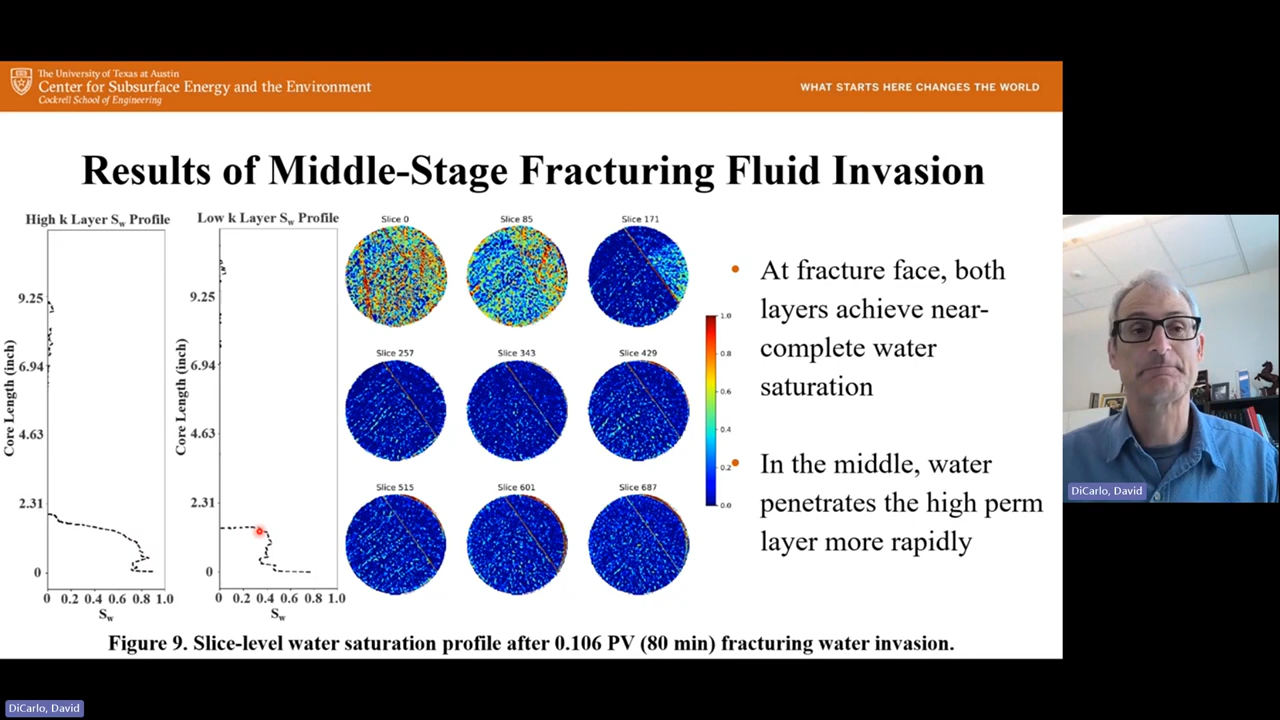 The University of Texas at Austin
Center for Subsurface Energy and the Environment
Cockrell School of Engineering
WHAT STARTS HERE CHANGES THE WORLD
Results of Middle-Stage Fracturing Fluid Invasion
High k Layer Sw Profile
Low k Layer Sw Profile
Core Length (inch)
9.25
6.94
4.63
2.31
0
0 0.2 0.4 0.6 0.8 1.0
Sw
Core Length (inch)
9.25
6.94
4.63
2.31
0
0 0.2 0.4 0.6 0.8 1.0
Sw
Slice 0
Slice 85
Slice 171
Slice 257
Slice 343
Slice 429
Slice 515
Slice 601
Slice 687
1.0
0.8
0.6
0.4
0.2
0.0
• At fracture face, both
layers achieve near-
complete water
saturation
• In the middle, water
penetrates the high perm
layer more rapidly
Figure 9. Slice-level water saturation profile after 0.106 PV (80 min) fracturing water invasion.
DiCarlo, David
DiCarlo, David